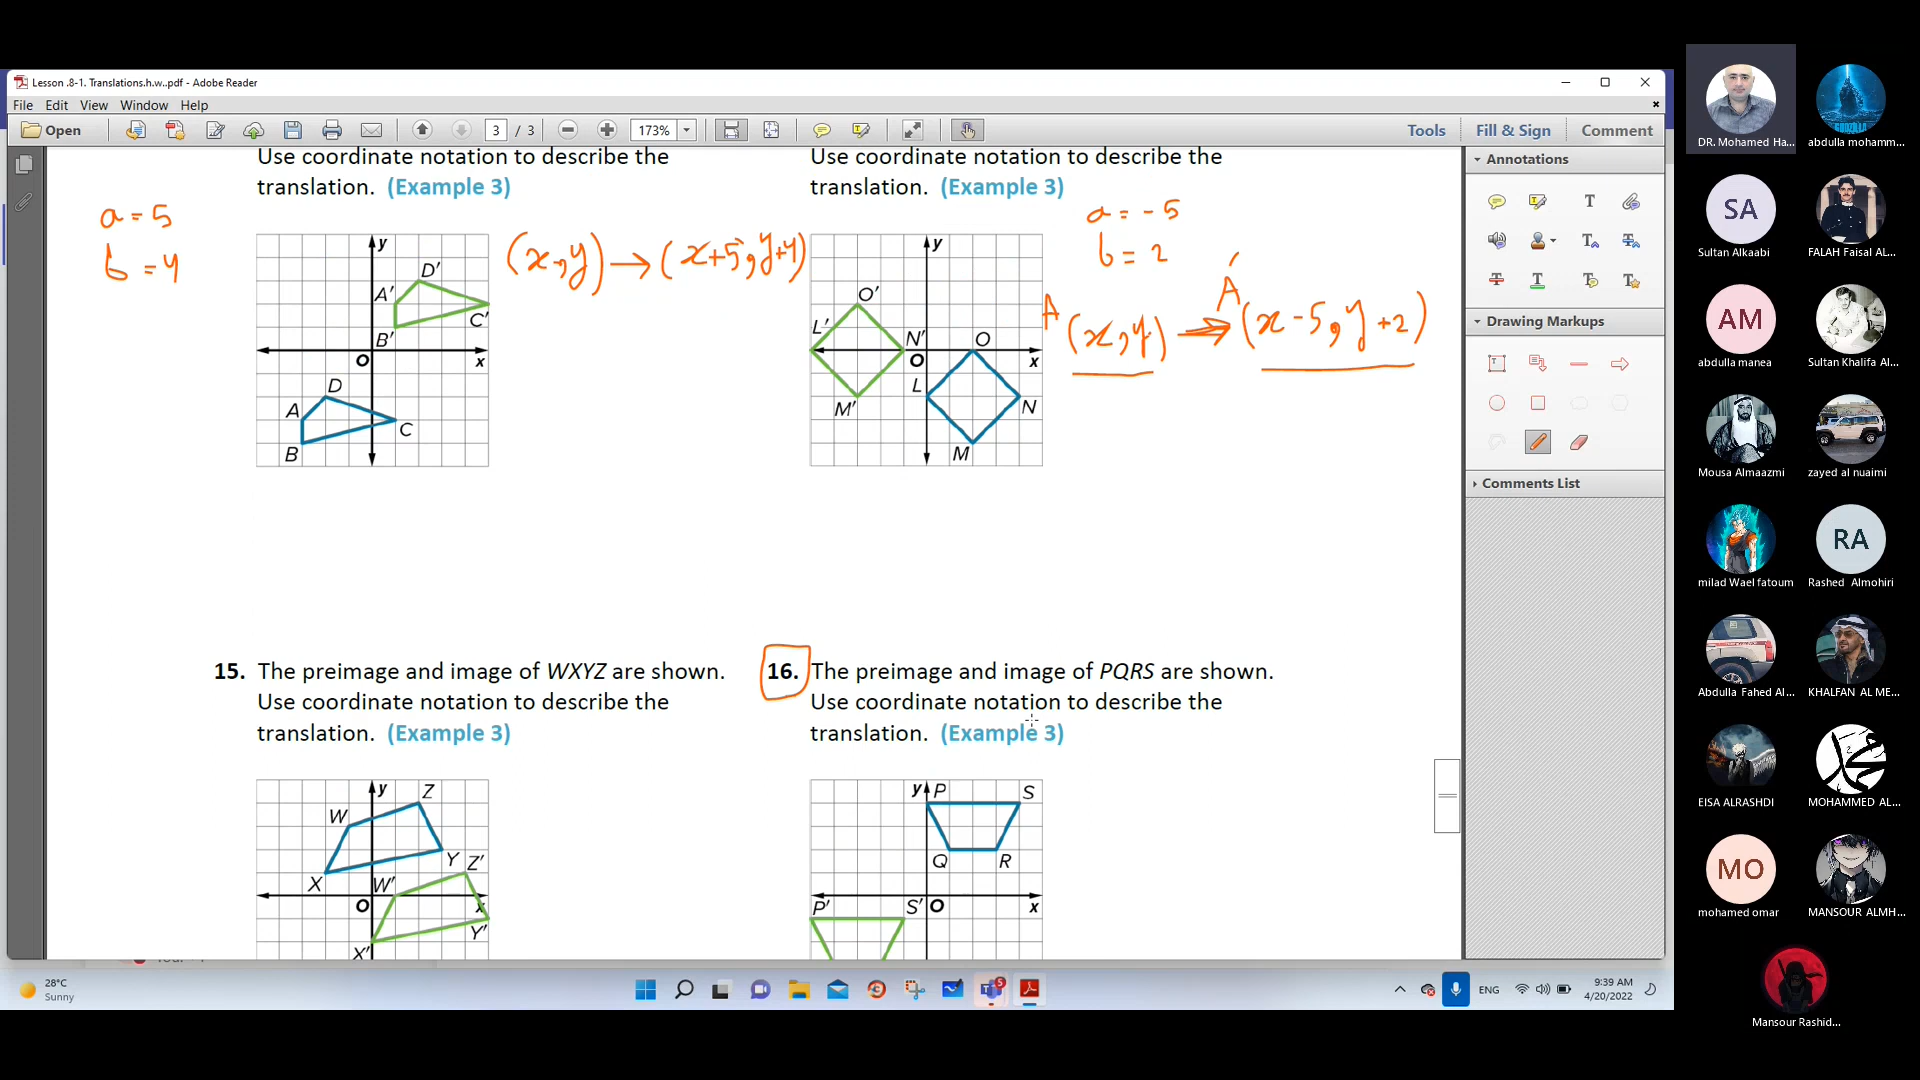 Lesson .8-1. Translations.h.w..pdf - Adobe Reader
File Edit View Window Help
Open 3 / 3 173% Tools Fill & Sign Comment
Use coordinate notation to describe the
translation. (Example 3)
a = 5
b = 4
(x,y) → (x+5, y+4)
y
D'
A'
C'
B'
O
x
D
A
C
B
Use coordinate notation to describe the
translation. (Example 3)
a = -5
b = 2
A (x,y) → A' (x-5, y+2)
y
O'
L'
N'
O
O
x
L
M'
N
M
15. The preimage and image of WXYZ are shown.
Use coordinate notation to describe the
translation. (Example 3)
y
Z
W
Y
Z'
X
W'
O
x
Y'
X'
16. The preimage and image of PQRS are shown.
Use coordinate notation to describe the
translation. (Example 3)
y
P
S
Q
R
P'
S'
O
x
Annotations
Drawing Markups
Comments List
DR. Mohamed Ha...
abdulla mohamm...
SA
Sultan Alkaabi
FALAH Faisal AL...
AM
abdulla manea
Sultan Khalifa Al...
Mousa Almaazmi
zayed al nuaimi
milad Wael fatoum
RA
Rashed Almohiri
Abdulla Fahed Al...
KHALFAN AL ME...
EISA ALRASHDI
MOHAMMED AL...
MO
mohamed omar
MANSOUR ALMH...
Mansour Rashid...
28°C
Sunny
ENG
9:39 AM
4/20/2022